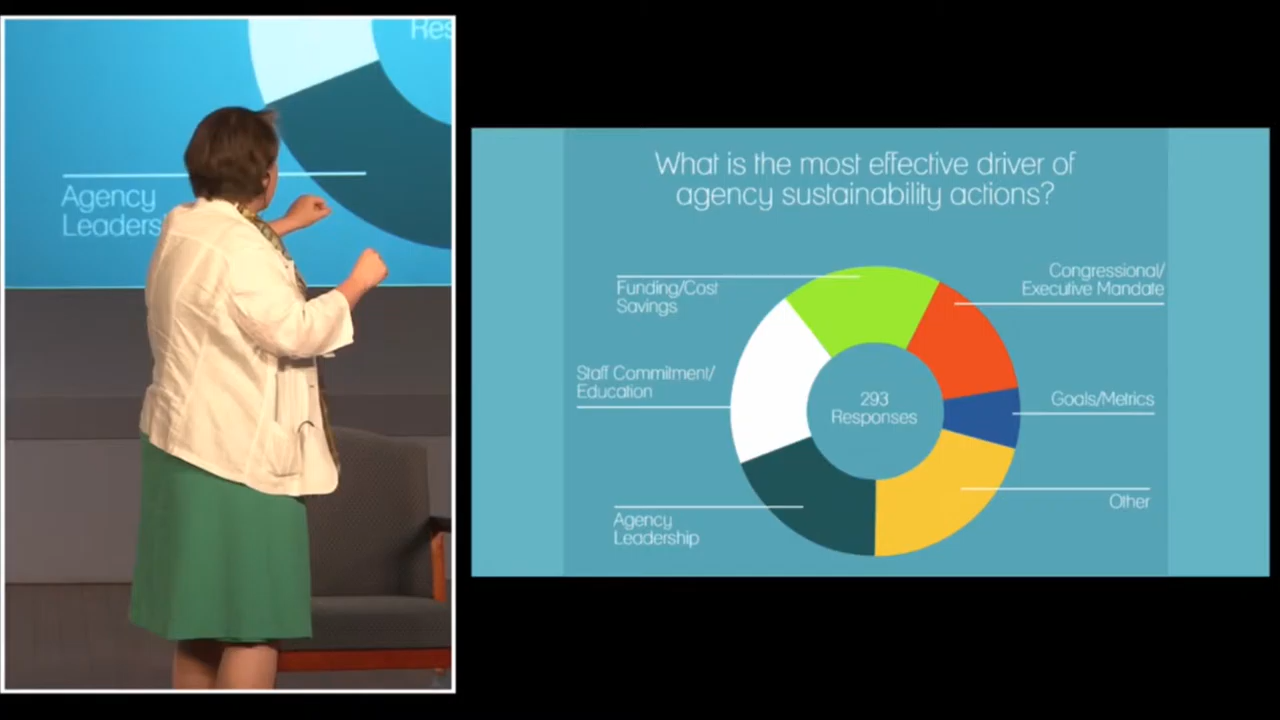 Res
Agency
Leaders
What is the most effective driver of
agency sustainability actions?
Funding/Cost
Savings
Congressional/
Executive Mandate
Staff Commitment/
Education
Goals/Metrics
293
Responses
Other
Agency
Leadership